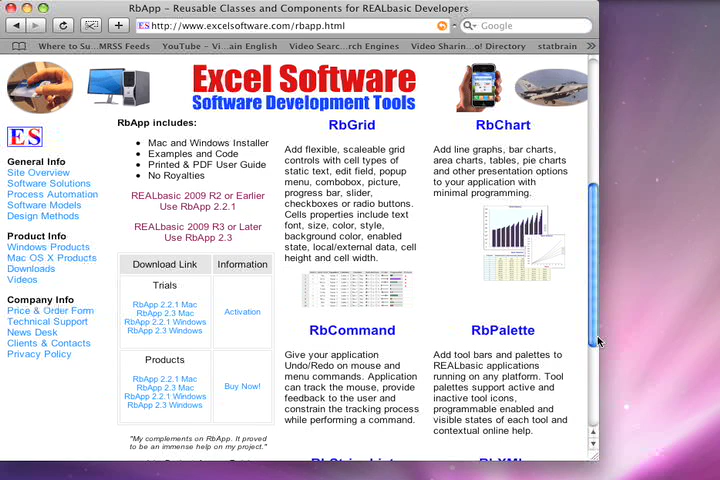 RbApp - Reusable Classes and Components for REALbasic Developers
ES http://www.excelsoftware.com/rbapp.html
Google
Where to Su...MRSS Feeds
YouTube - Vi...ain English
Video Searc...rch Engines
Video Sharin...o! Directory
statbrain
Excel Software
Software Development Tools
ES
General Info
Site Overview
Software Solutions
Process Automation
Software Models
Design Methods
Product Info
Windows Products
Mac OS X Products
Downloads
Videos
Company Info
Price & Order Form
Technical Support
News Desk
Clients & Contacts
Privacy Policy
RbApp includes:
• Mac and Windows Installer
• Examples and Code
• Printed & PDF User Guide
• No Royalties
REALbasic 2009 R2 or Earlier
Use RbApp 2.2.1
REALbasic 2009 R3 or Later
Use RbApp 2.3
Download Link
Information
Trials
RbApp 2.2.1 Mac
RbApp 2.3 Mac
RbApp 2.2.1 Windows
RbApp 2.3 Windows
Activation
Products
RbApp 2.2.1 Mac
RbApp 2.3 Mac
RbApp 2.2.1 Windows
RbApp 2.3 Windows
Buy Now!
"My complements on RbApp. It proved
to be an immense help on my project."
RbGrid
Add flexible, scaleable grid
controls with cell types of
static text, edit field, popup
menu, combobox, picture,
progress bar, slider,
checkboxes or radio buttons.
Cells properties include text
font, size, color, style,
background color, enabled
state, local/external data, cell
height and cell width.
RbChart
Add line graphs, bar charts,
area charts, tables, pie charts
and other presentation options
to your application with
minimal programming.
RbCommand
Give your application
Undo/Redo on mouse and
menu commands. Application
can track the mouse, provide
feedback to the user and
constrain the tracking process
while performing a command.
RbPalette
Add tool bars and palettes to
REALbasic applications
running on any platform. Tool
palettes support active and
inactive tool icons,
programmable enabled and
visible states of each tool and
contextual online help.